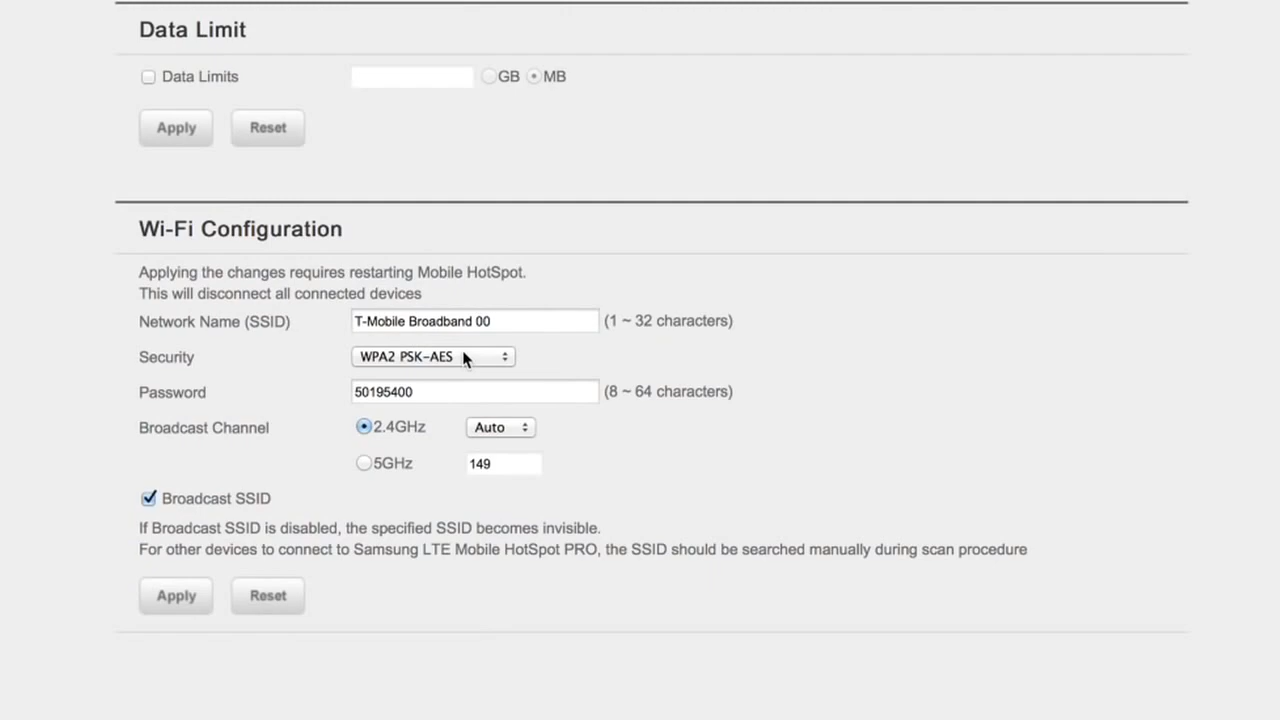 Data Limit
Data Limits GB MB
Apply Reset
Wi-Fi Configuration
Applying the changes requires restarting Mobile HotSpot.
This will disconnect all connected devices
Network Name (SSID) T-Mobile Broadband 00 (1 ~ 32 characters)
Security WPA2 PSK-AES
Password 50195400 (8 ~ 64 characters)
Broadcast Channel 2.4GHz Auto
5GHz 149
Broadcast SSID
If Broadcast SSID is disabled, the specified SSID becomes invisible.
For other devices to connect to Samsung LTE Mobile HotSpot PRO, the SSID should be searched manually during scan procedure
Apply Reset